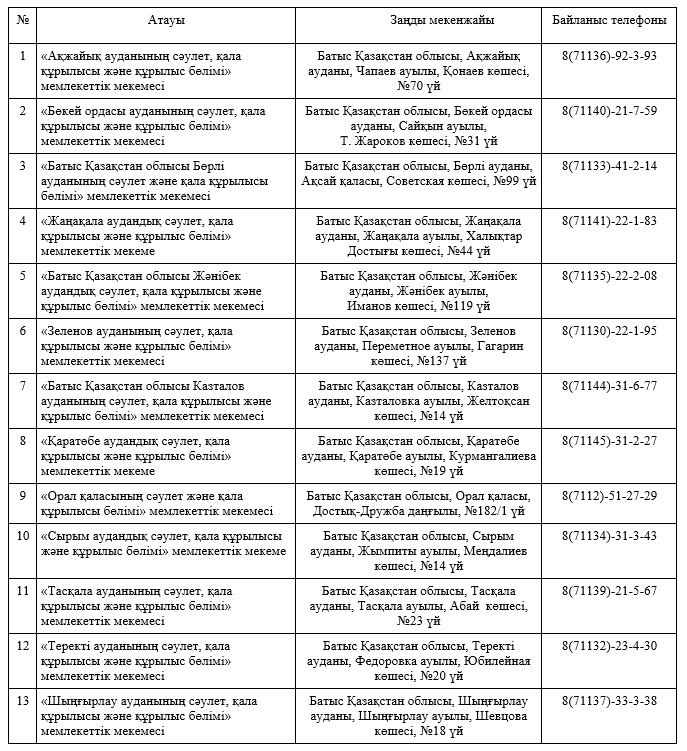 № Атауы Заңды мекенжайы Байланыс телефоны
1 «Ақжайық ауданының сәулет, қала Батыс Қазақстан облысы, Ақжайық 8(71136)-92-3-93
құрылысы және құрылыс бөлімі» ауданы, Чапаев ауылы, Қонаев көшесі,
мемлекеттік мекемесі №70 үй
2 «Бөкей ордасы ауданының сәулет, қала Батыс Қазақстан облысы, Бөкей ордасы 8(71140)-21-7-59
құрылысы және құрылыс бөлімі» ауданы, Сайқын ауылы,
мемлекеттік мекемесі Т. Жароков көшесі, №31 үй
3 «Батыс Қазақстан облысы Бөрлі Батыс Қазақстан облысы, Бөрлі ауданы, 8(71133)-41-2-14
ауданының сәулет және қала құрылысы Ақсай қаласы, Советская көшесі, №99 үй
бөлімі» мемлекеттік мекемесі
4 «Жаңақала аудандық сәулет, қала Батыс Қазақстан облысы, Жаңақала 8(71141)-22-1-83
құрылысы және құрылыс бөлімі» ауданы, Жаңақала ауылы, Халықтар
мемлекеттік мекеме Достығы көшесі, №44 үй
5 «Батыс Қазақстан облысы Жәнібек Батыс Қазақстан облысы, Жәнібек 8(71135)-22-2-08
аудандық сәулет, қала құрылысы және ауданы, Жәнібек ауылы,
құрылыс бөлімі» мемлекеттік мекемесі Иманов көшесі, №119 үй
6 «Зеленов ауданының сәулет, қала Батыс Қазақстан облысы, Зеленов 8(71130)-22-1-95
құрылысы және құрылыс бөлімі» ауданы, Переметное ауылы, Гагарин
мемлекеттік мекемесі көшесі, №137 үй
7 «Батыс Қазақстан облысы Казталов Батыс Қазақстан облысы, Казталов 8(71144)-31-6-77
ауданының сәулет, қала құрылысы және ауданы, Казталовка ауылы, Желтоқсан
құрылыс бөлімі» мемлекеттік мекемесі көшесі, №14 үй
8 «Қаратөбе аудандық сәулет, қала Батыс Қазақстан облысы, Қаратөбе 8(71145)-31-2-27
құрылысы және құрылыс бөлімі» ауданы, Қаратөбе ауылы, Курмангалиева
мемлекеттік мекеме көшесі, №19 үй
9 «Орал қаласының сәулет және қала Батыс Қазақстан облысы, Орал қаласы, 8(7112)-51-27-29
құрылысы бөлімі» мемлекеттік мекемесі Достық-Дружба даңғылы, №182/1 үй
10 «Сырым аудандық сәулет, қала құрылысы Батыс Қазақстан облысы, Сырым 8(71134)-31-3-43
және құрылыс бөлімі» мемлекеттік мекеме ауданы, Жымпиты ауылы, Меңдалиев
көшесі, №14 үй
11 «Тасқала ауданының сәулет, қала Батыс Қазақстан облысы, Тасқала 8(71139)-21-5-67
құрылысы және құрылыс бөлімі» ауданы, Тасқала ауылы, Абай көшесі,
мемлекеттік мекемесі №23 үй
12 «Теректі ауданының сәулет, қала Батыс Қазақстан облысы, Теректі 8(71132)-23-4-30
құрылысы және құрылыс бөлімі» ауданы, Федоровка ауылы, Юбилейная
мемлекеттік мекемесі көшесі, №20 үй
13 «Шыңғырлау ауданының сәулет, қала Батыс Қазақстан облысы, Шыңғырлау 8(71137)-33-3-38
құрылысы және құрылыс бөлімі» ауданы, Шыңғырлау ауылы, Шевцова
мемлекеттік мекемесі көшесі, №18 үй